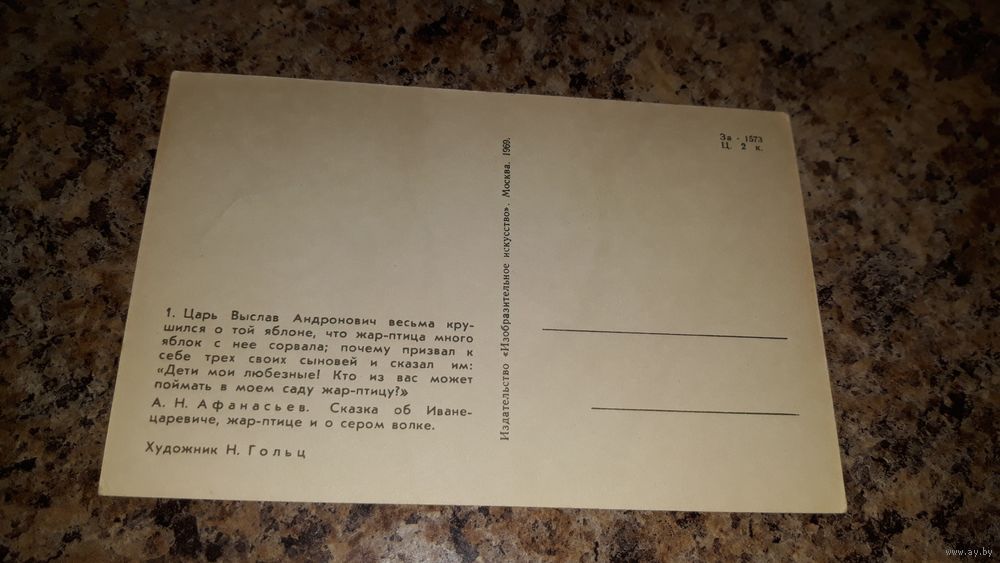 1. Царь Выслав Андронович весьма кру-
шился о той яблоне, что жар-птица много
яблок с нее сорвала; почему призвал к
себе трех своих сыновей и сказал им:
«Дети мои любезные! Кто из вас может
поймать в моем саду жар-птицу?»
А. Н. Афанасьев. Сказка об Иване-
царевиче, жар-птице и о сером волке.
Художник Н. Гольц
Издательство «Изобразительное искусство». Москва. 1969.
За - 1573
Ц. 2 к.
www.ay.by